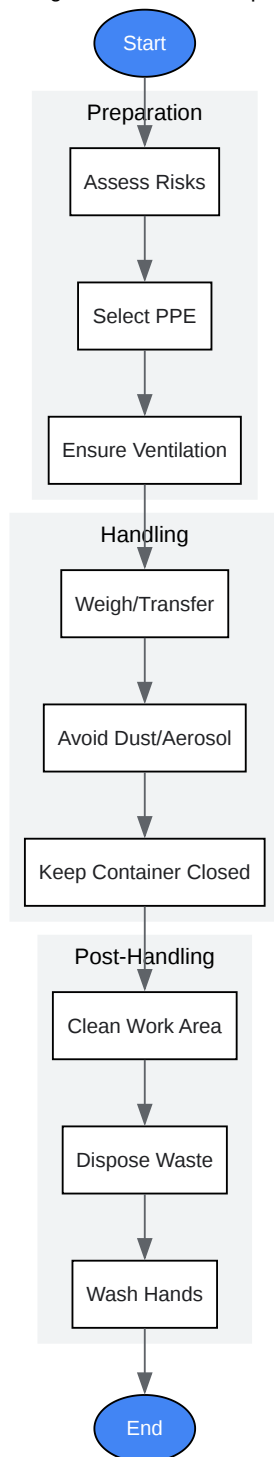 Start
Preparation
Assess Risks
Select PPE
Ensure Ventilation
Handling
Weigh/Transfer
Avoid Dust/Aerosol
Keep Container Closed
Post-Handling
Clean Work Area
Dispose Waste
Wash Hands
End